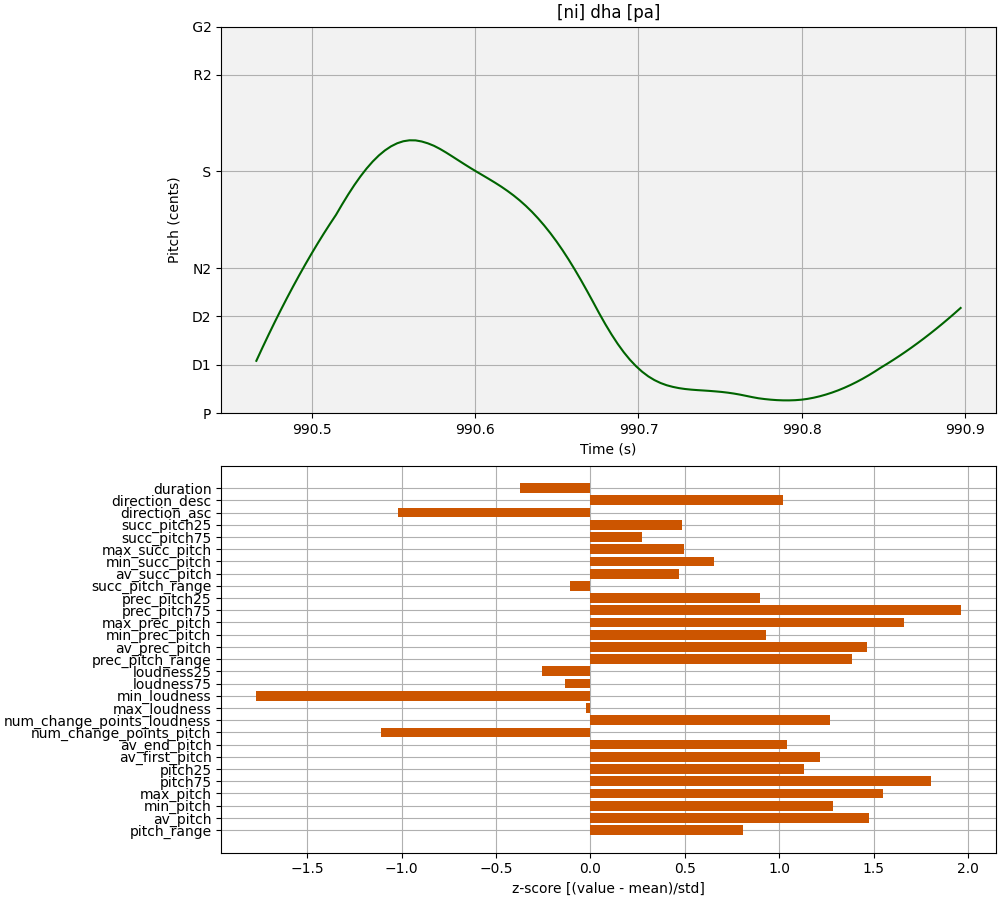 [ni] dha [pa]
G2
R2
S
N2
D2
D1
P
Pitch (cents)
990.5 990.6 990.7 990.8 990.9
Time (s)
duration
direction_desc
direction_asc
succ_pitch25
succ_pitch75
max_succ_pitch
min_succ_pitch
av_succ_pitch
succ_pitch_range
prec_pitch25
prec_pitch75
max_prec_pitch
min_prec_pitch
av_prec_pitch
prec_pitch_range
loudness25
loudness75
min_loudness
max_loudness
num_change_points_loudness
num_change_points_pitch
av_end_pitch
av_first_pitch
pitch25
pitch75
max_pitch
min_pitch
av_pitch
pitch_range
−1.5 −1.0 −0.5 0.0 0.5 1.0 1.5 2.0
z-score [(value - mean)/std]